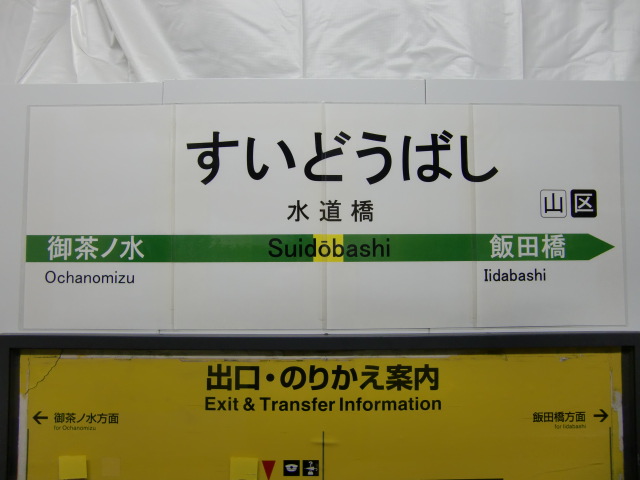 すいどうばし
水道橋
山 区
御茶ノ水 Suidōbashi 飯田橋
Ochanomizu Iidabashi
出口・のりかえ案内
Exit & Transfer Information
← 御茶ノ水方面 飯田橋方面 →
for Ochanomizu for Iidabashi